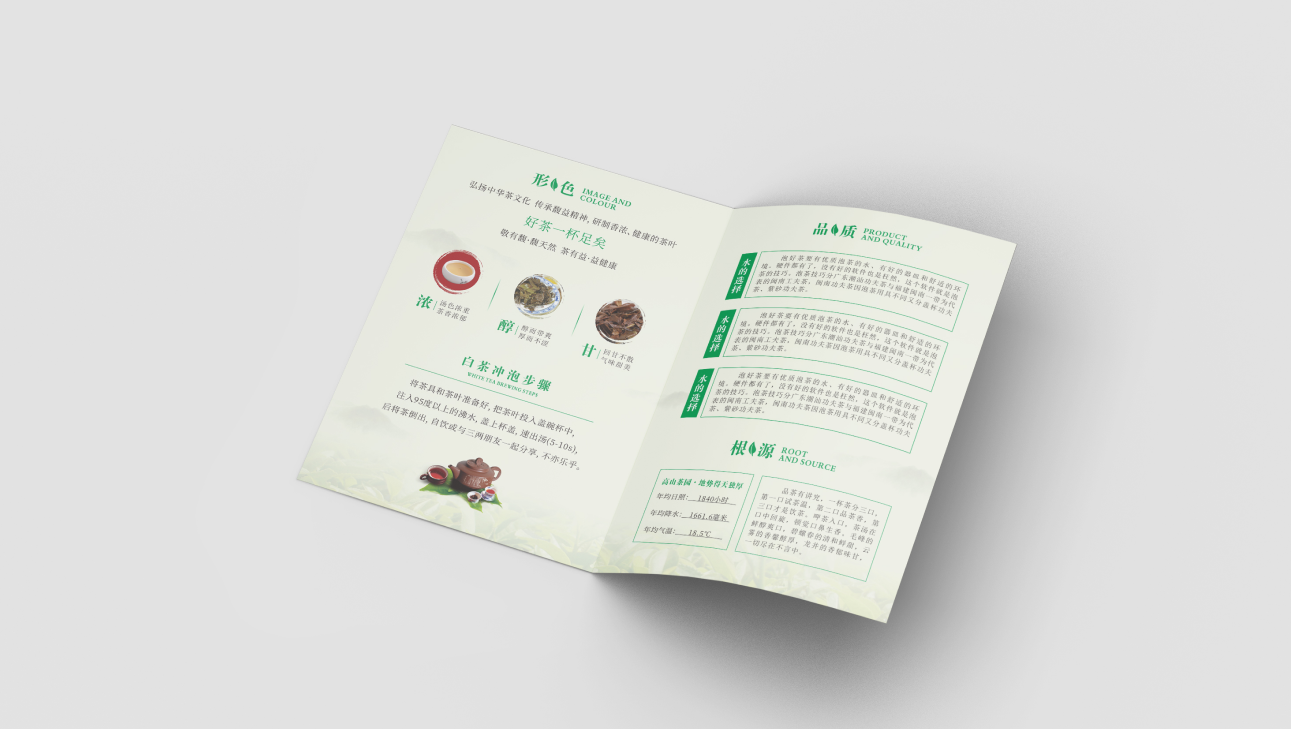 形色 IMAGE AND COLOUR
弘扬中华茶文化 传承馥益精神, 研制香浓、健康的茶叶
好茶一杯足矣
敬有馥·馥天然 茶有益·益健康
浓 汤色浓重
茶香浓郁
醇
厚而不涩
甘 回甘不散
气味甜美
白茶冲泡步骤
WHITE TEA BREWING STEPS
将茶具和茶叶准备好, 把茶叶投入盖碗杯中,
注入95度以上的沸水, 盖上杯盖, 速出汤(5-10s),
后将茶倒出, 自饮或与三两朋友一起分享, 不亦乐乎。
品质 PRODUCT AND QUALITY
水的选择
泡好茶要有优质泡茶的水、有好的器皿和舒适的环
境。硬件都有了, 没有好的软件也是枉然, 这个软件就是泡
茶的技巧。泡茶技巧分广东潮汕功夫茶与福建闽南一带为代
表的闽南工夫茶。闽南功夫茶因泡茶用具不同又分盖杯功夫
茶、紫砂功夫茶。
水的选择
泡好茶要有优质泡茶的水、有好的器皿和舒适的环
境。硬件都有了, 没有好的软件也是枉然, 这个软件就是泡
茶的技巧。泡茶技巧分广东潮汕功夫茶与福建闽南一带为代
表的闽南工夫茶。闽南功夫茶因泡茶用具不同又分盖杯功夫
茶、紫砂功夫茶。
水的选择
泡好茶要有优质泡茶的水、有好的器皿和舒适的环
境。硬件都有了, 没有好的软件也是枉然, 这个软件就是泡
茶的技巧。泡茶技巧分广东潮汕功夫茶与福建闽南一带为代
表的闽南工夫茶。闽南功夫茶因泡茶用具不同又分盖杯功夫
茶、紫砂功夫茶。
根源 ROOT AND SOURCE
高山茶园·地势得天独厚
年均日照: 1840小时
年均降水: 1661.6毫米
年均气温: 18.5℃
品茶有讲究, 一杯茶分三口,
第一口试茶温, 第二口品茶香, 第
三口才是饮茶。呷茶入口, 茶汤在
口中回旋, 顿觉口鼻生香。毛峰的
鲜醇爽口, 碧螺春的清和鲜甜, 云
雾的香馨醇厚, 龙井的香郁味甘,
一切尽在不言中。